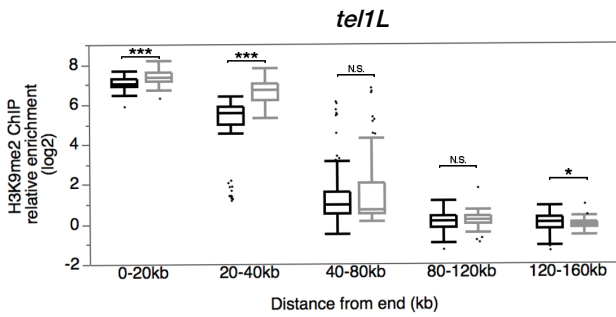 tel1L
H3K9me2 ChIP
relative enrichment
(log2)
8
6
4
2
0
-2
***
***
N.S.
N.S.
*
0-20kb
20-40kb
40-80kb
80-120kb
120-160kb
Distance from end (kb)